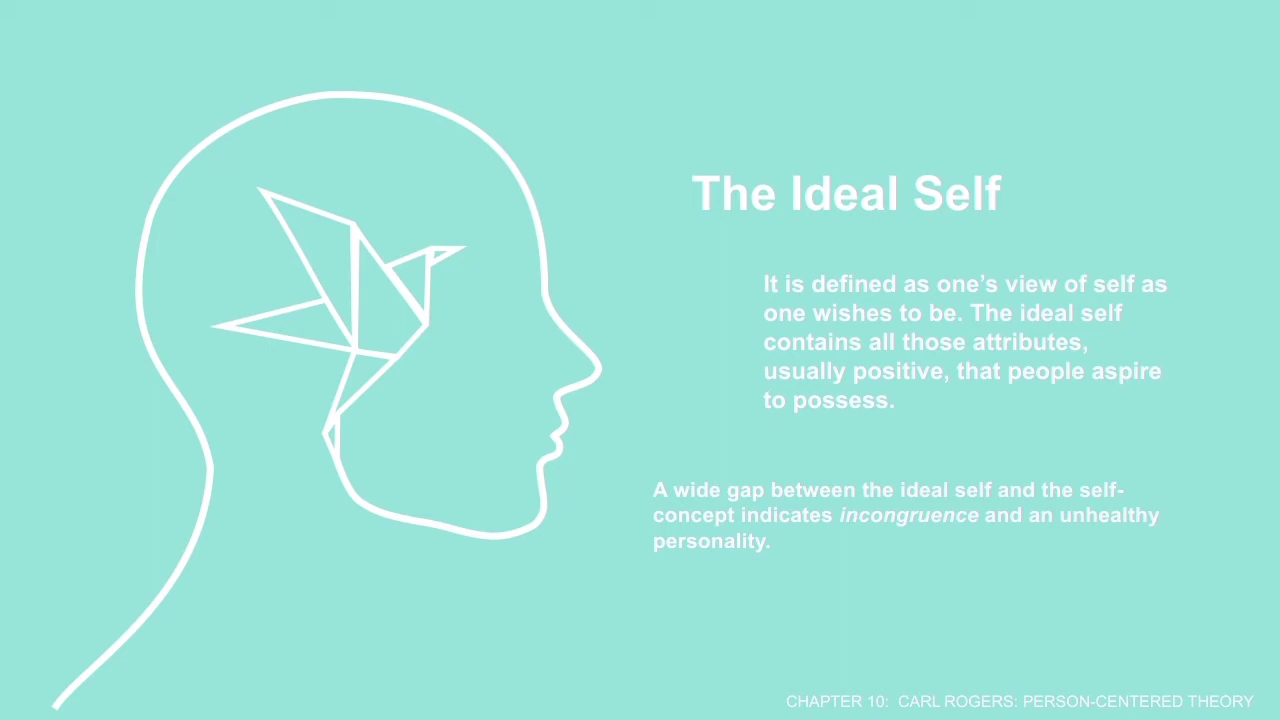 The Ideal Self
It is defined as one’s view of self as
one wishes to be. The ideal self
contains all those attributes,
usually positive, that people aspire
to possess.
A wide gap between the ideal self and the self-
concept indicates incongruence and an unhealthy
personality.
CHAPTER 10:  CARL ROGERS: PERSON-CENTERED THEORY